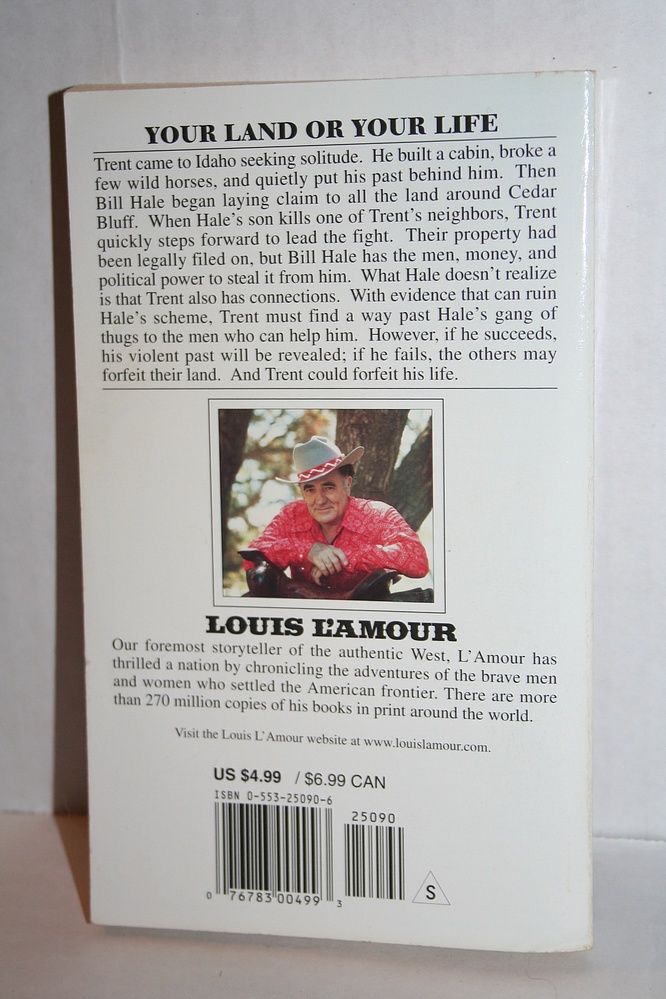 YOUR LAND OR YOUR LIFE
Trent came to Idaho seeking solitude. He built a cabin, broke a
few wild horses, and quietly put his past behind him. Then
Bill Hale began laying claim to all the land around Cedar
Bluff. When Hale's son kills one of Trent's neighbors, Trent
quickly steps forward to lead the fight. Their property had
been legally filed on, but Bill Hale has the men, money, and
political power to steal it from him. What Hale doesn't realize
is that Trent also has connections. With evidence that can ruin
Hale's scheme, Trent must find a way past Hale's gang of
thugs to the men who can help him. However, if he succeeds,
his violent past will be revealed; if he fails, the others may
forfeit their land. And Trent could forfeit his life.
LOUIS L'AMOUR
Our foremost storyteller of the authentic West, L'Amour has
thrilled a nation by chronicling the adventures of the brave men
and women who settled the American frontier. There are more
than 270 million copies of his books in print around the world.
Visit the Louis L'Amour website at www.louislamour.com.
US $4.99 / $6.99 CAN
ISBN 0-553-25090-6
25090
0 76783 00499 3
S